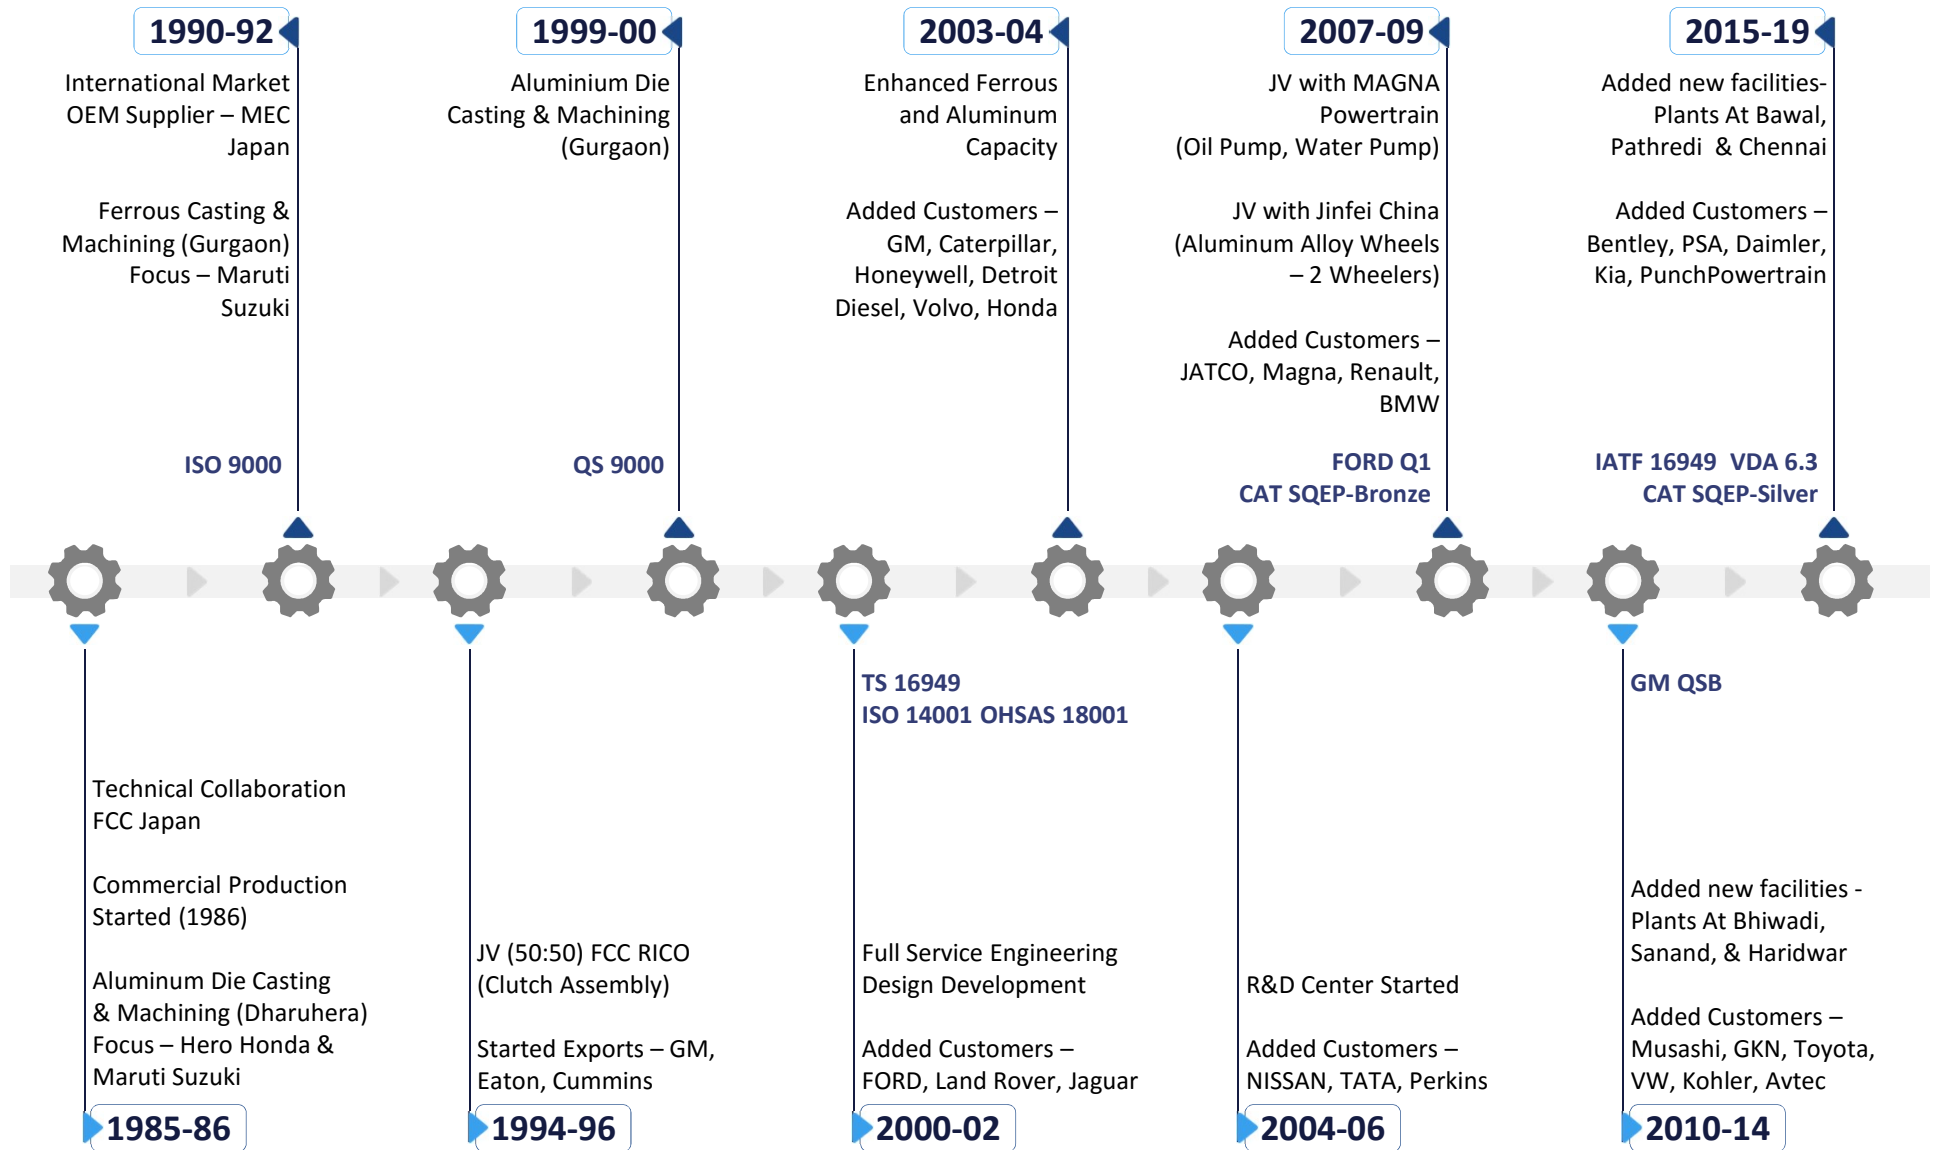 1990-92
International Market
OEM Supplier – MEC
Japan
Ferrous Casting &
Machining (Gurgaon)
Focus – Maruti
Suzuki
ISO 9000
1999-00
Aluminium Die
Casting & Machining
(Gurgaon)
QS 9000
2003-04
Enhanced Ferrous
and Aluminum
Capacity
Added Customers –
GM, Caterpillar,
Honeywell, Detroit
Diesel, Volvo, Honda
2007-09
JV with MAGNA
Powertrain
(Oil Pump, Water Pump)
JV with Jinfei China
(Aluminum Alloy Wheels
– 2 Wheelers)
Added Customers –
JATCO, Magna, Renault,
BMW
FORD Q1
CAT SQEP-Bronze
2015-19
Added new facilities-
Plants At Bawal,
Pathredi  & Chennai
Added Customers –
Bentley, PSA, Daimler,
Kia, PunchPowertrain
IATF 16949  VDA 6.3
CAT SQEP-Silver
Technical Collaboration
FCC Japan
Commercial Production
Started (1986)
Aluminum Die Casting
& Machining (Dharuhera)
Focus – Hero Honda &
Maruti Suzuki
1985-86
JV (50:50) FCC RICO
(Clutch Assembly)
Started Exports – GM,
Eaton, Cummins
1994-96
TS 16949
ISO 14001 OHSAS 18001
Full Service Engineering
Design Development
Added Customers –
FORD, Land Rover, Jaguar
2000-02
R&D Center Started
Added Customers –
NISSAN, TATA, Perkins
2004-06
GM QSB
Added new facilities -
Plants At Bhiwadi,
Sanand, & Haridwar
Added Customers –
Musashi, GKN, Toyota,
VW, Kohler, Avtec
2010-14